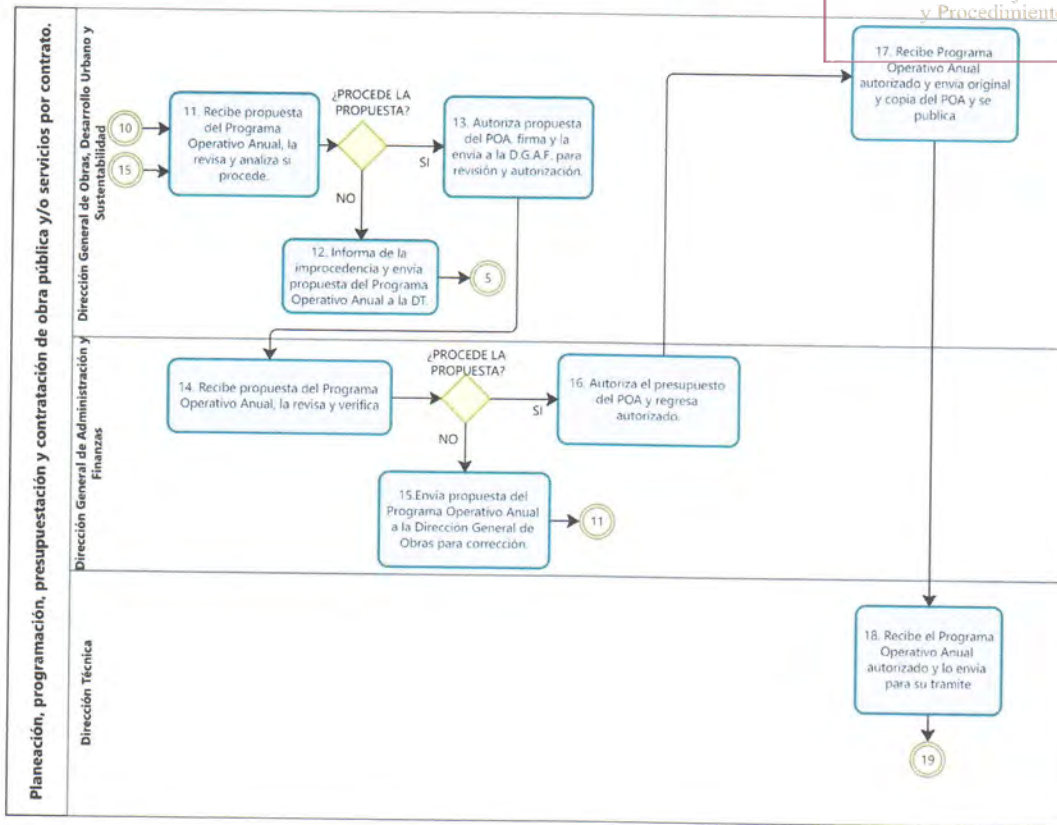 y Procedimiento
Planeación, programación, presupuestación y contratación de obra pública y/o servicios por contrato.
Dirección General de Obras, Desarrollo Urbano y
Sustentabilidad
10
15
11. Recibe propuesta
del Programa
Operativo Anual, la
revisa y analiza si
procede.
¿PROCEDE LA
PROPUESTA?
SI
NO
13. Autoriza propuesta
del POA, firma y la
envia a la D.G.A.F. para
revisión y autorización.
12. Informa de la
improcedencia y envía
propuesta del Programa
Operativo Anual a la DT.
5
17. Recibe Programa
Operativo Anual
autorizado y envia original
y copia del POA y se
publica
Dirección General de Administración y
Finanzas
14. Recibe propuesta del Programa
Operativo Anual, la revisa y verifica
¿PROCEDE LA
PROPUESTA?
SI
NO
16. Autoriza el presupuesto
del POA y regresa
autorizado.
15.Envía propuesta del
Programa Operativo Anual
a la Dirección General de
Obras para corrección.
11
Dirección Técnica
18. Recibe el Programa
Operativo Anual
autorizado y lo envia
para su tramite
19